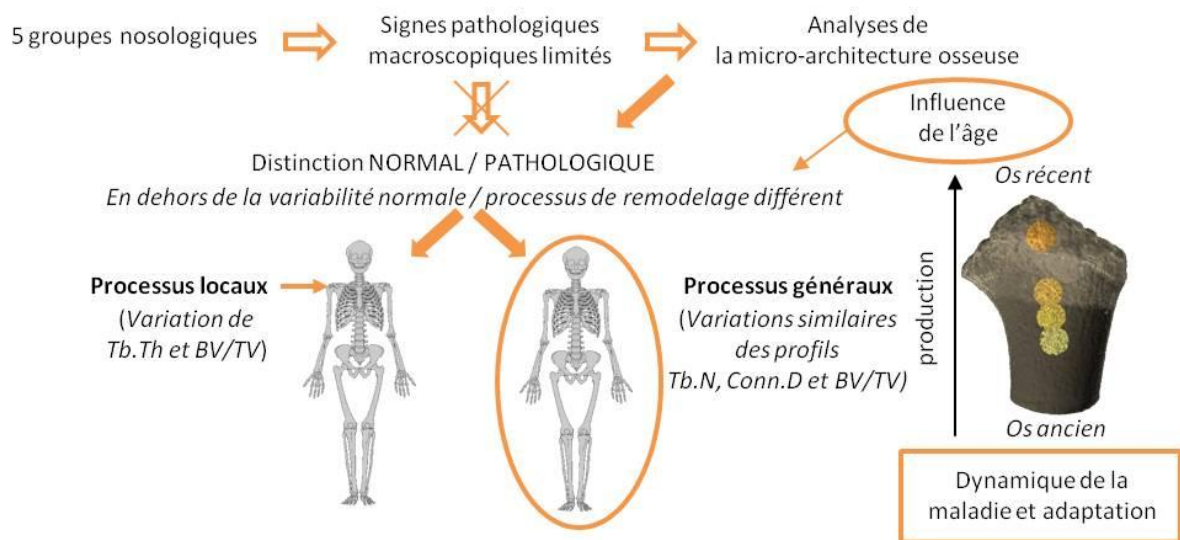 5 groupes nosologiques
Signes pathologiques
macroscopiques limités
Analyses de
la micro-architecture osseuse
Influence
de l'âge
Distinction NORMAL / PATHOLOGIQUE
En dehors de la variabilité normale / processus de remodelage différent
Os récent
Processus locaux
(Variation de
Tb.Th et BV/TV)
Processus généraux
(Variations similaires
des profils
Tb.N, Conn.D et BV/TV)
production
Os ancien
Dynamique de la
maladie et adaptation